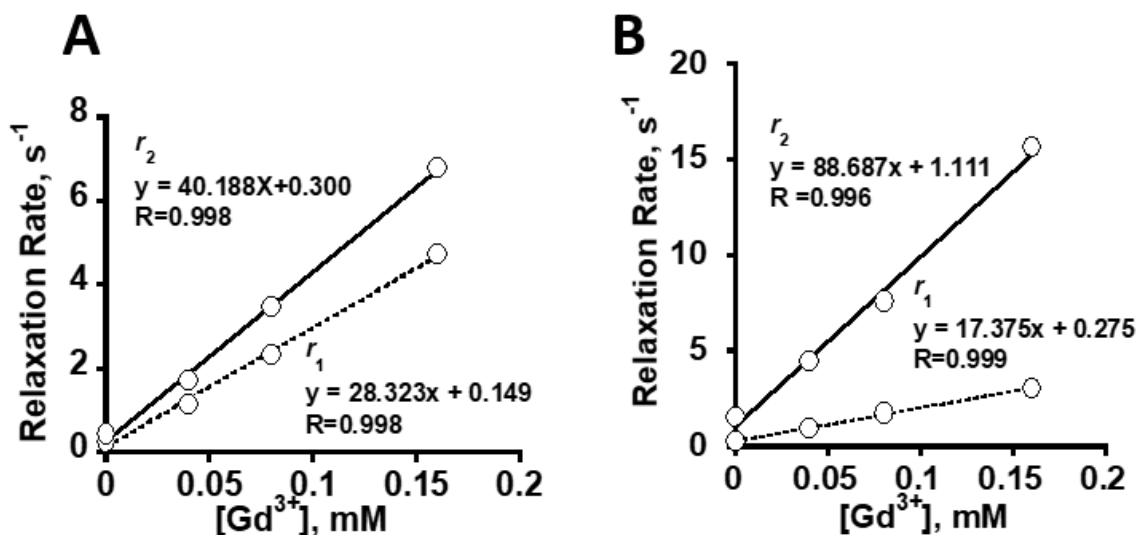 A
Relaxation Rate, s⁻¹
8
6
4
2
0
r₂
y = 40.188X+0.300
R=0.998
r₁
y = 28.323x + 0.149
R=0.998
0 0.05 0.1 0.15 0.2
[Gd³⁺], mM
B
Relaxation Rate, s⁻¹
20
15
10
5
0
r₂
y = 88.687x + 1.111
R =0.996
r₁
y = 17.375x + 0.275
R=0.999
0 0.05 0.1 0.15 0.2
[Gd³⁺], mM